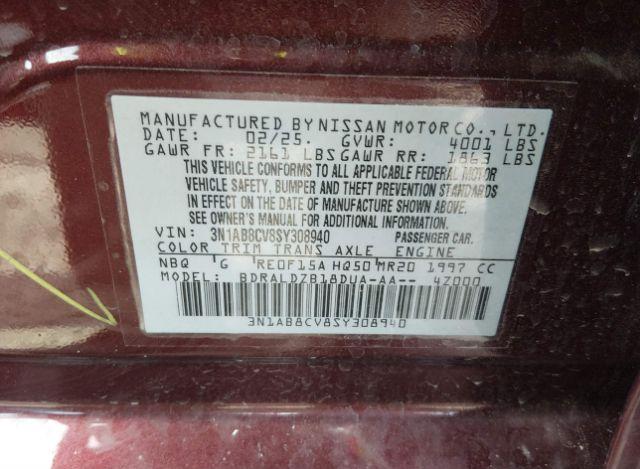 MANUFACTURED BY NISSAN MOTOR CO., LTD.
DATE: 02/25. GVWR: 4001 LBS
GAWR FR: 2161 LBS GAWR RR: 1863 LBS
THIS VEHICLE CONFORMS TO ALL APPLICABLE FEDERAL MOTOR
VEHICLE SAFETY, BUMPER AND THEFT PREVENTION STANDARDS
IN EFFECT ON THE DATE OF MANUFACTURE SHOWN ABOVE.
SEE OWNER'S MANUAL FOR ADDITIONAL INFORMATION.
VIN: 3N1AB8CV8SY308940 PASSENGER CAR.
COLOR TRIM TRANS AXLE ENGINE
NBQ 'G 'RE0F15A HQ50 MR20 1997 CC
BDRALDZB18DUA-AA-- 4Z000
3N1AB8CV8SY308940